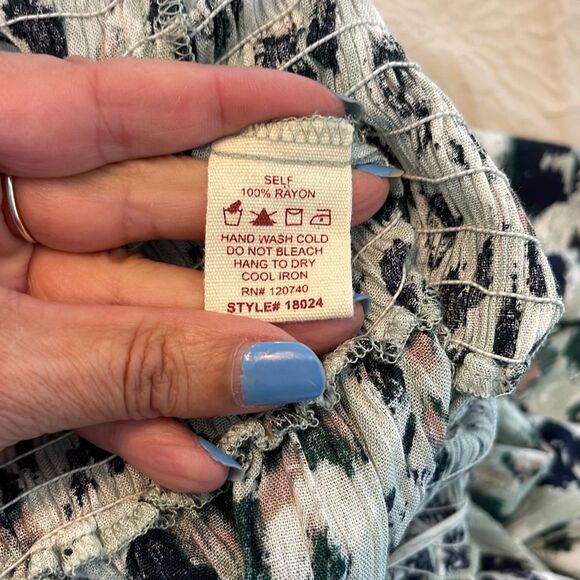 SELF
100% RAYON
HAND WASH COLD
DO NOT BLEACH
HANG TO DRY
COOL IRON
RN# 120740
STYLE# 18024